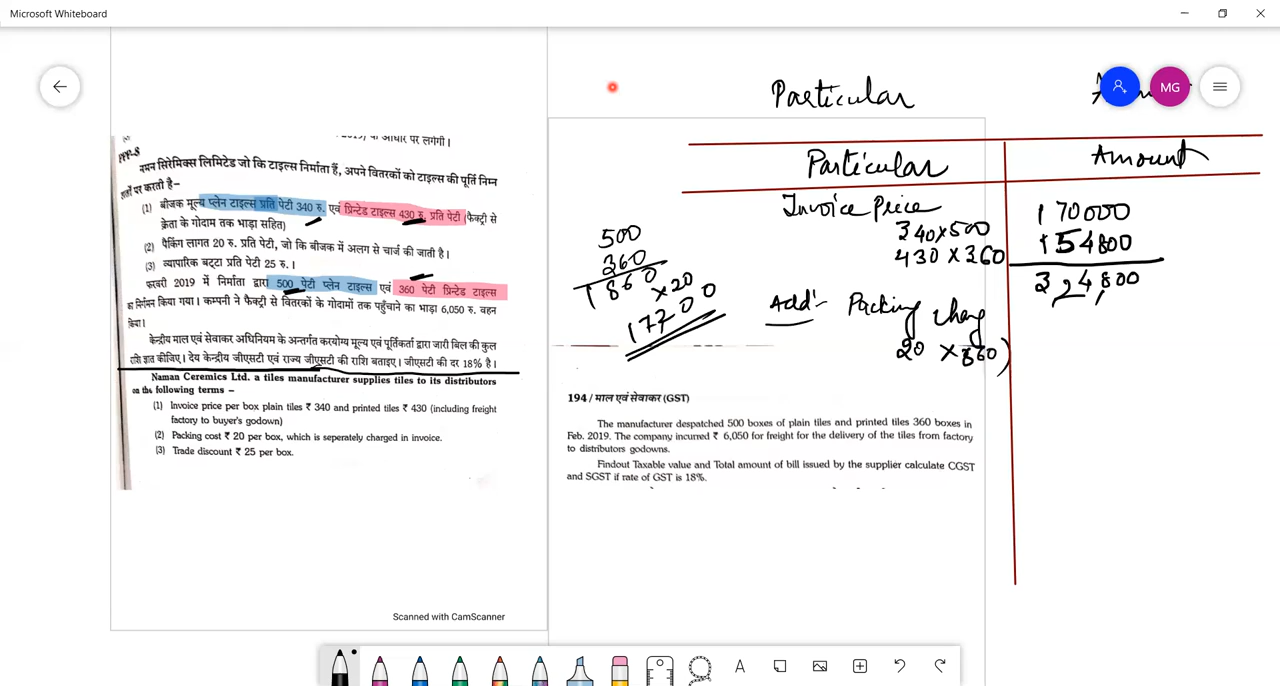 Microsoft Whiteboard
2019) के आधार पर लगेगी।
PPP-8
नमन सिरेमिक्स लिमिटेड जो कि टाइल्स निर्माता हैं, अपने वितरकों को टाइल्स की पूर्ति निम्न
शर्तों पर करती है–
(1) बीजक मूल्य प्लेन टाइल्स प्रति पेटी 340 रु. एवं प्रिन्टेड टाइल्स 430 रु. प्रति पेटी (फैक्ट्री से
क्रेता के गोदाम तक भाड़ा सहित)
(2) पैकिंग लागत 20 रु. प्रति पेटी, जो कि बीजक में अलग से चार्ज की जाती है।
(3) व्यापारिक बट्टा प्रति पेटी 25 रु.।
फरवरी 2019 में निर्माता द्वारा 500 पेटी प्लेन टाइल्स एवं 360 पेटी प्रिन्टेड टाइल्स
का निर्गमन किया गया। कम्पनी ने फैक्ट्री से वितरकों के गोदामों तक पहुँचाने का भाड़ा 6,050 रु. वहन
किया।
केन्द्रीय माल एवं सेवाकर अधिनियम के अन्तर्गत करयोग्य मूल्य एवं पूर्तिकर्ता द्वारा जारी बिल की कुल
राशि ज्ञात कीजिए। देय केन्द्रीय जीएसटी एवं राज्य जीएसटी की राशि बताइए। जीएसटी की दर 18% है।
Naman Ceremics Ltd. a tiles manufacturer supplies tiles to its distributors
on the following terms –
(1) Invoice price per box plain tiles ₹ 340 and printed tiles ₹ 430 (including freight
factory to buyer's godown)
(2) Packing cost ₹ 20 per box, which is seperately charged in invoice.
(3) Trade discount ₹ 25 per box.
Scanned with CamScanner
Particular
MG
Particular Amount
Invoice Price
340×500 170000
430×360 154800
324,800
500
360
1860
×20
17200
Add:- Packing charg
20 × 860)
194 / माल एवं सेवाकर (GST)
The manufacturer despatched 500 boxes of plain tiles and printed tiles 360 boxes in
Feb. 2019. The company incurred ₹ 6,050 for freight for the delivery of the tiles from factory
to distributors godowns.
Findout Taxable value and Total amount of bill issued by the supplier calculate CGST
and SGST if rate of GST is 18%.